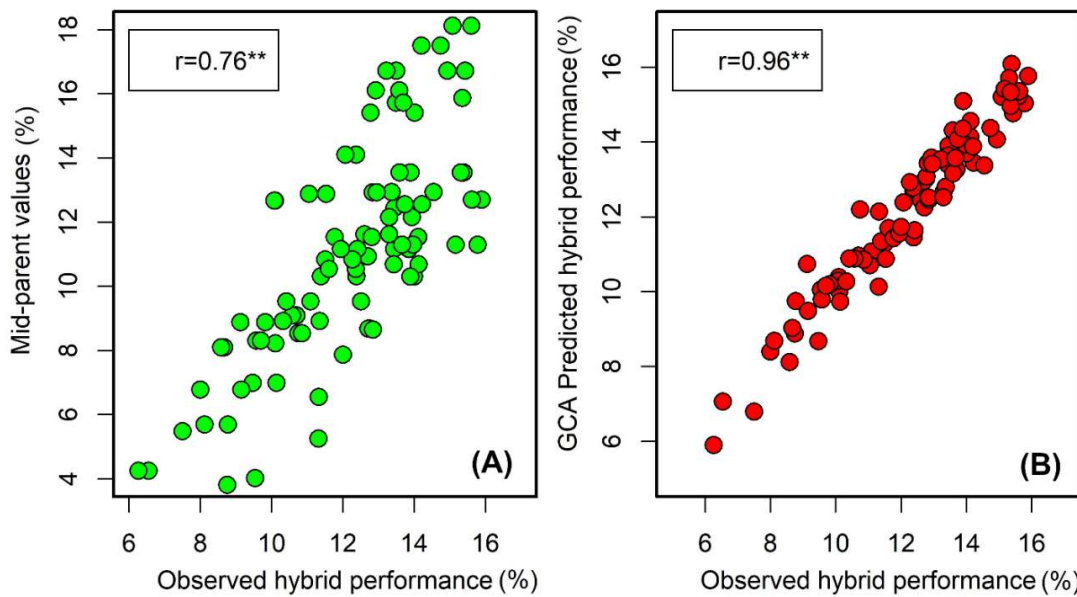 r=0.76**
Mid-parent values (%)
18
16
14
12
10
8
6
4
(A)
6 8 10 12 14 16
Observed hybrid performance (%)
r=0.96**
GCA Predicted hybrid performance(%)
18
16
14
12
10
8
6
(B)
6 8 10 12 14 16
Observed hybrid performance (%)